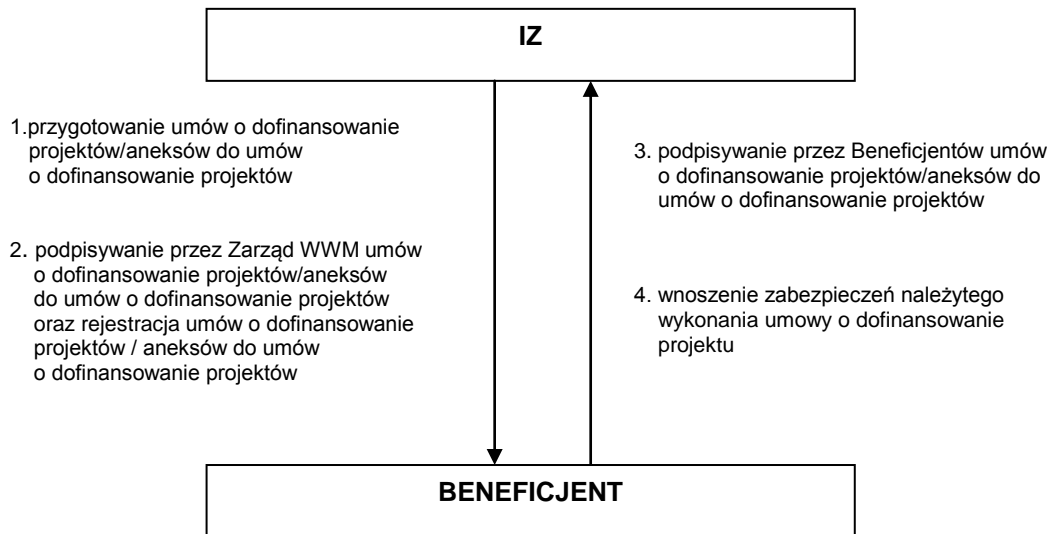 IZ
1.przygotowanie umów o dofinansowanie
projektów/aneksów do umów
o dofinansowanie projektów
2. podpisywanie przez Zarząd WWM umów
o dofinansowanie projektów/aneksów
do umów o dofinansowanie projektów
oraz rejestracja umów o dofinansowanie
projektów / aneksów do umów
o dofinansowanie projektów
3. podpisywanie przez Beneficjentów umów
o dofinansowanie projektów/aneksów do
umów o dofinansowanie projektów
4. wnoszenie zabezpieczeń należytego
wykonania umowy o dofinansowanie
projektu
BENEFICJENT